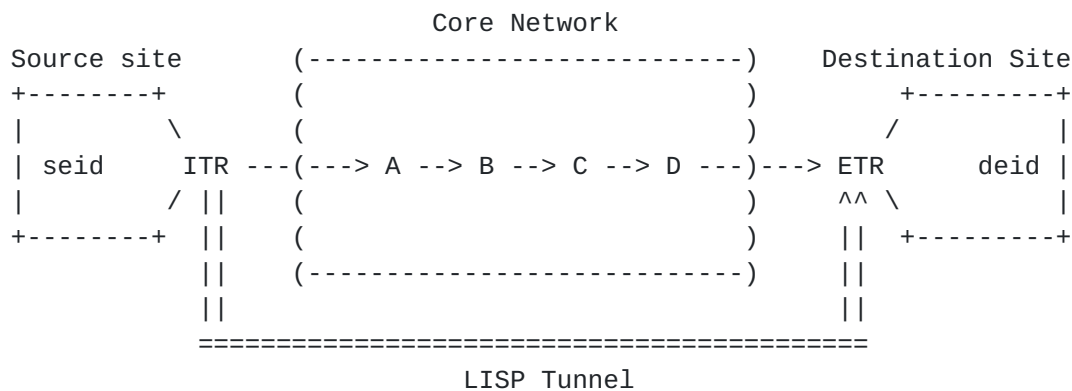 Core Network
Source site       (----------------------------)    Destination Site
+--------+        (                            )         +---------+
|         \       (                            )        /          |
| seid    ITR ---(---> A --> B --> C --> D ---)---> ETR      deid |
|         / ||    (                            )     ^^ \          |
+--------+  ||    (                            )     ||  +---------+
            ||    (----------------------------)     ||
            ||                                       ||
            ===========================================
                             LISP Tunnel